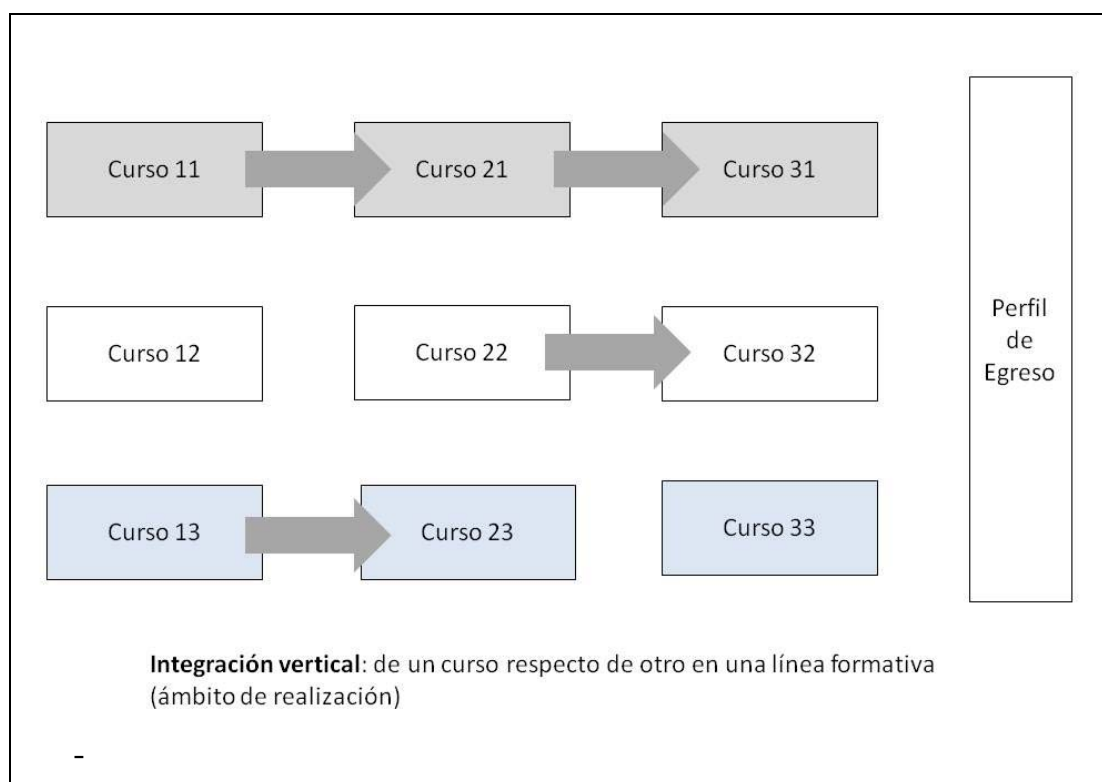 Curso 11
Curso 21
Curso 31
Curso 12
Curso 22
Curso 32
Perfil
de
Egreso
Curso 13
Curso 23
Curso 33
Integración vertical: de un curso respecto de otro en una línea formativa
(ámbito de realización)
-